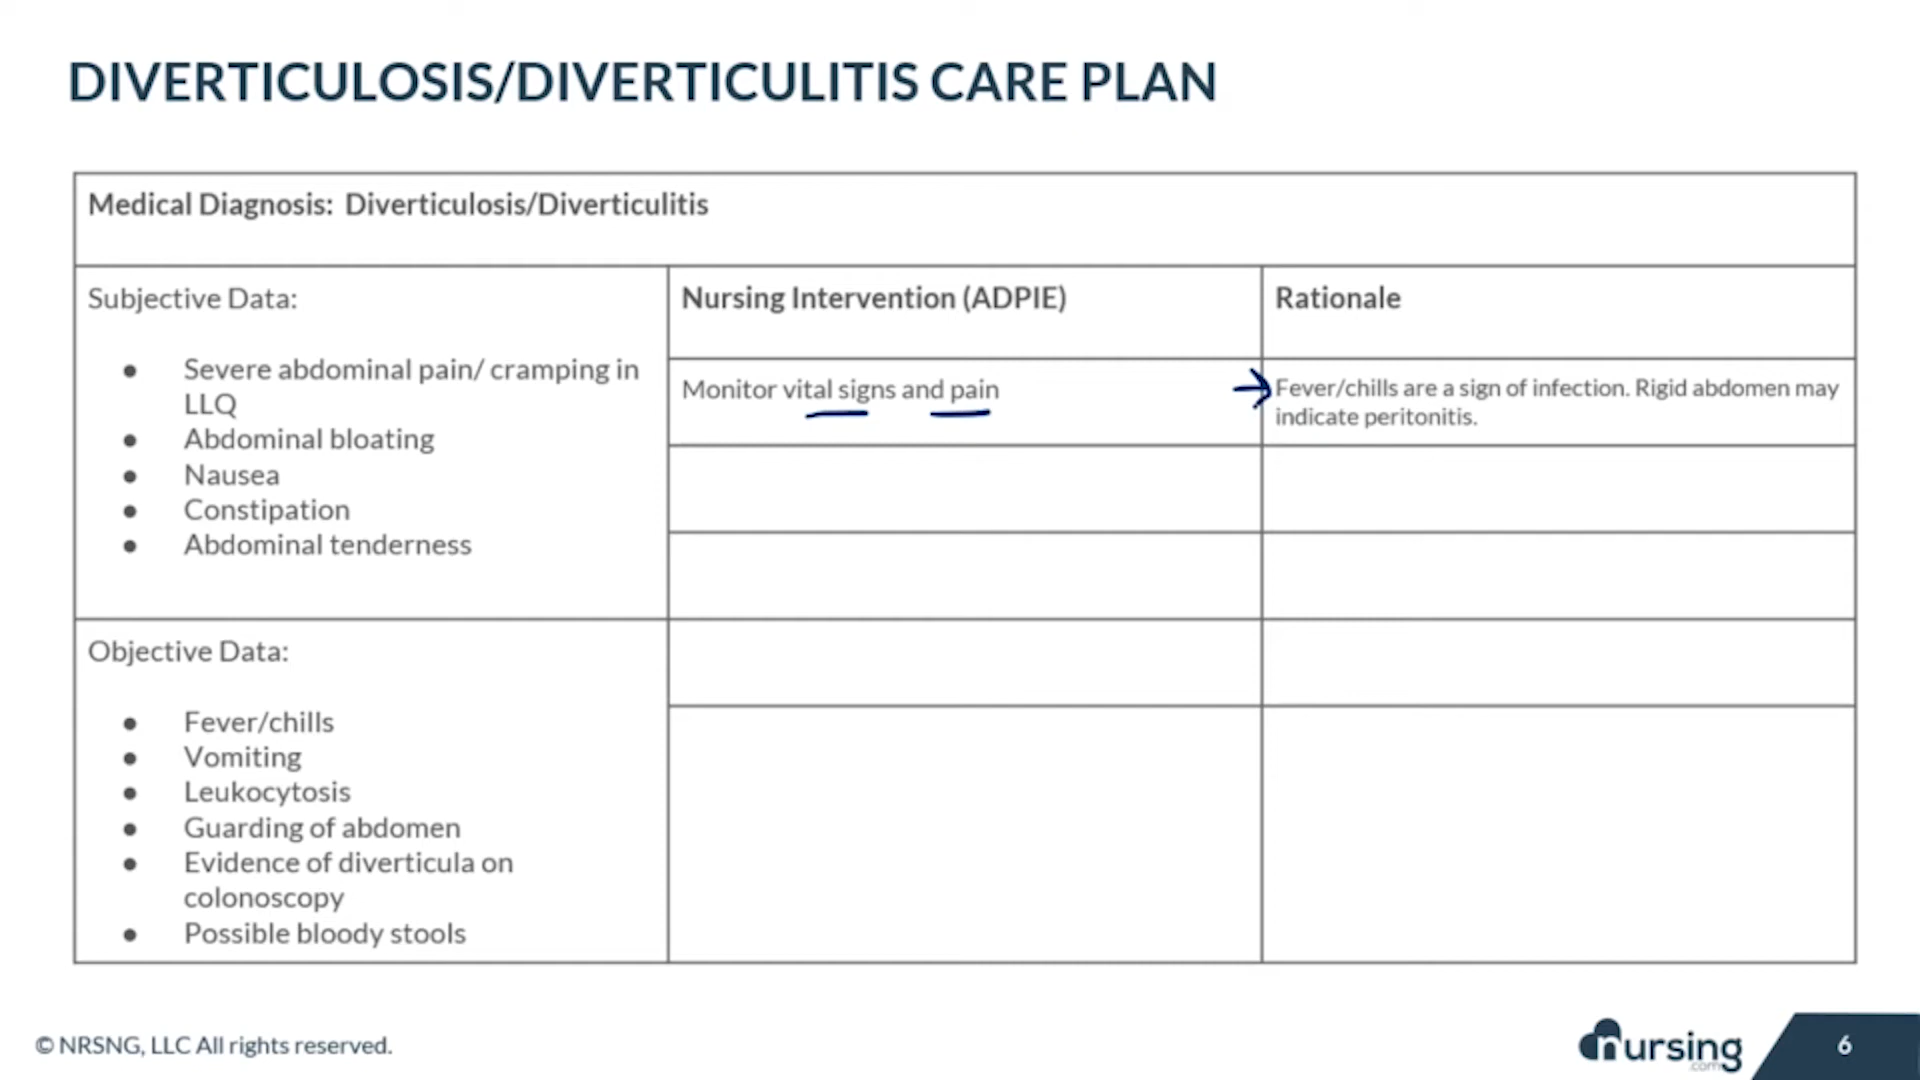 DIVERTICULOSIS/DIVERTICULITIS CARE PLAN
Medical Diagnosis: Diverticulosis/Diverticulitis
Subjective Data:
● Severe abdominal pain/ cramping in
LLQ
● Abdominal bloating
● Nausea
● Constipation
● Abdominal tenderness
Nursing Intervention (ADPIE)
Rationale
Monitor vital signs and pain
Fever/chills are a sign of infection. Rigid abdomen may
indicate peritonitis.
Objective Data:
● Fever/chills
● Vomiting
● Leukocytosis
● Guarding of abdomen
● Evidence of diverticula on
colonoscopy
● Possible bloody stools
© NRSNG, LLC All rights reserved.
nursing
.com
6